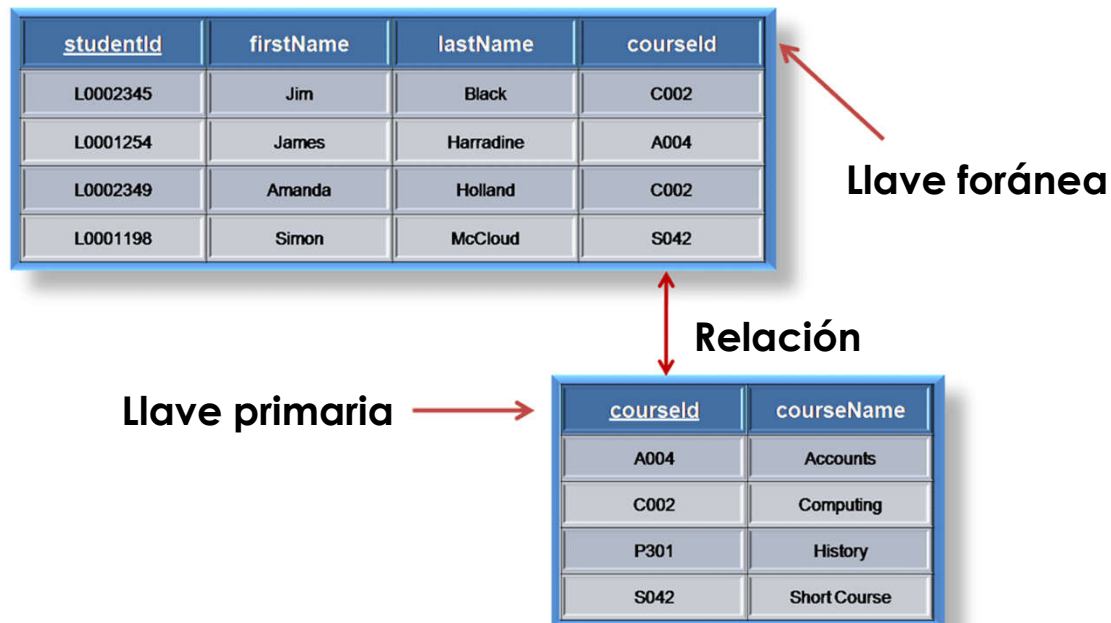 studentId firstName lastName courseId
L0002345 Jim Black C002
L0001254 James Harradine A004
L0002349 Amanda Holland C002
L0001198 Simon McCloud S042
Llave foránea
Relación
Llave primaria
courseId courseName
A004 Accounts
C002 Computing
P301 History
S042 Short Course